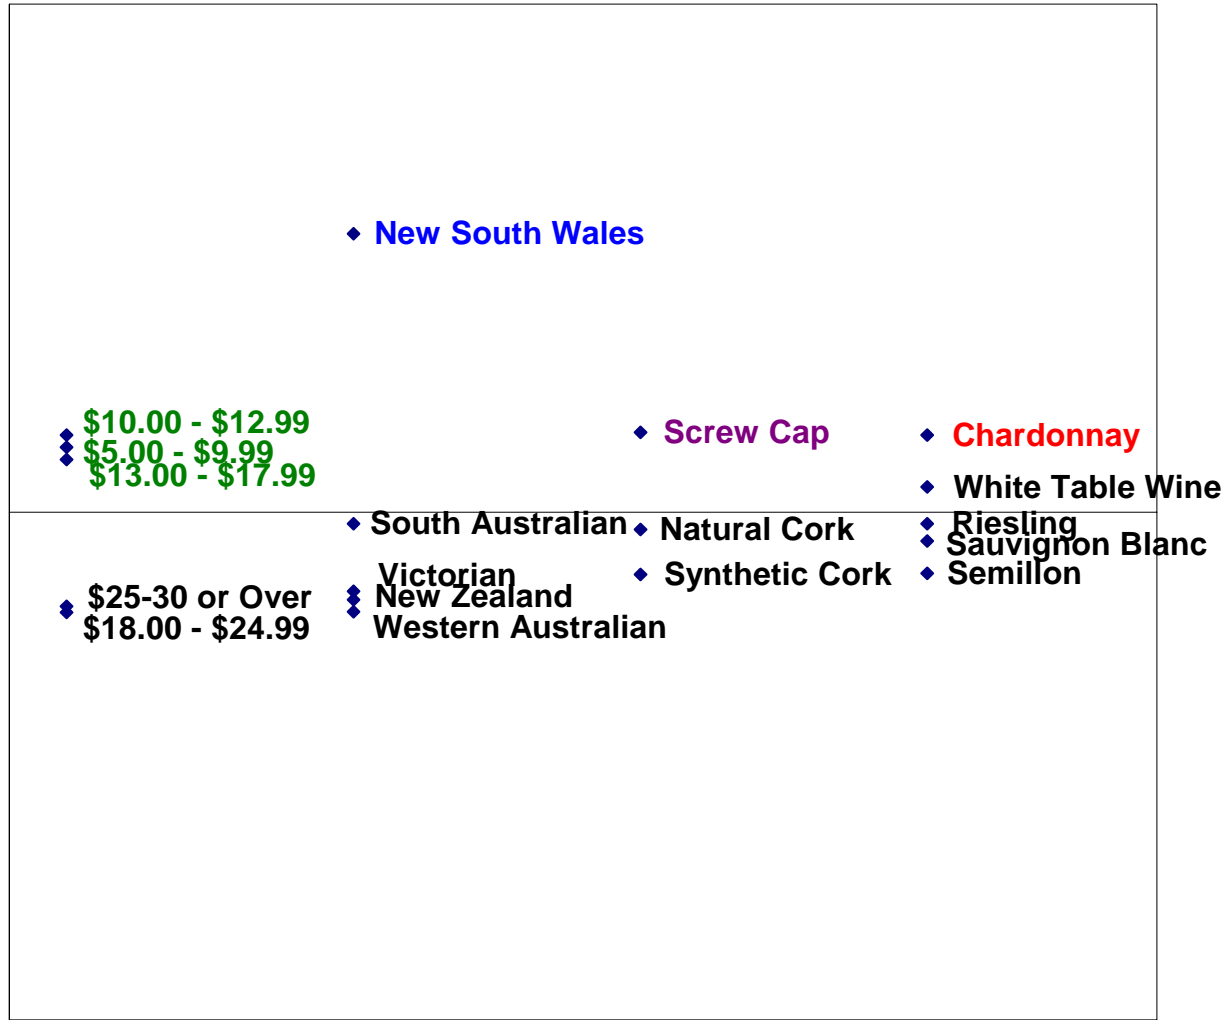 New South Wales
$10.00 - $12.99
$5.00 - $9.99
$13.00 - $17.99
Screw Cap
Chardonnay
White Table Wine
South Australian
Natural Cork
Riesling
Sauvignon Blanc
Victorian
Synthetic Cork
Semillon
$25-30 or Over
New Zealand
$18.00 - $24.99
Western Australian